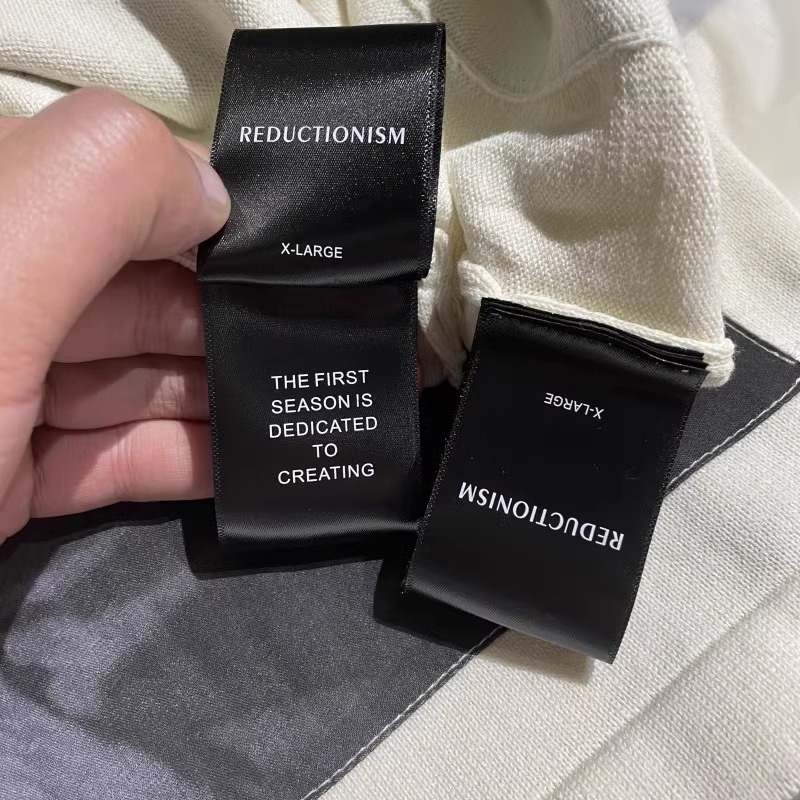 REDUCTIONISM
X-LARGE
THE FIRST
SEASON IS
DEDICATED
TO
CREATING
REDUCTIONISM
X-LARGE